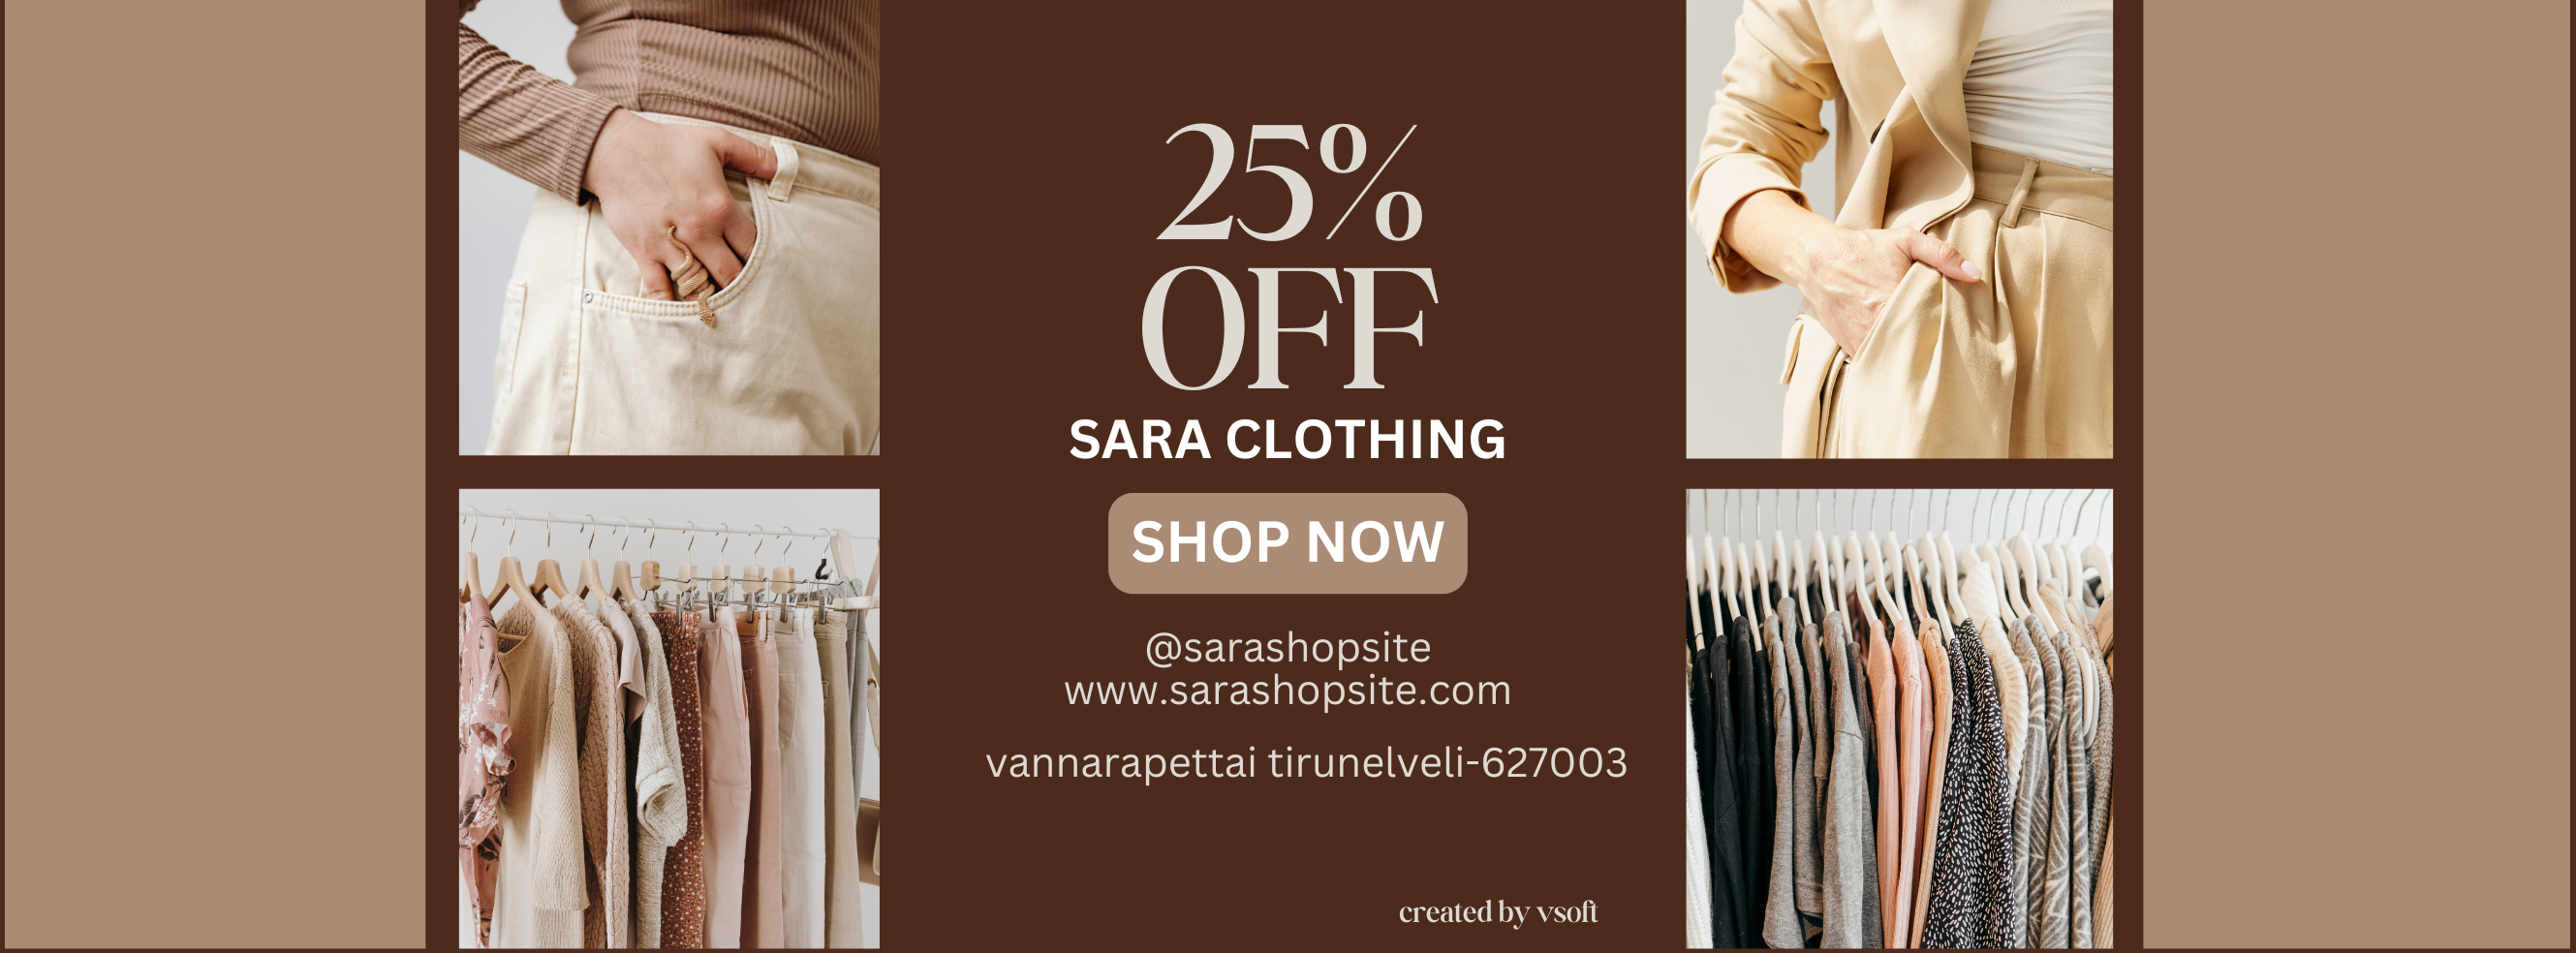 25%
OFF
SARA CLOTHING
SHOP NOW
@sarashopsite
www.sarashopsite.com
vannarapettai tirunelveli-627003
created by vsoft